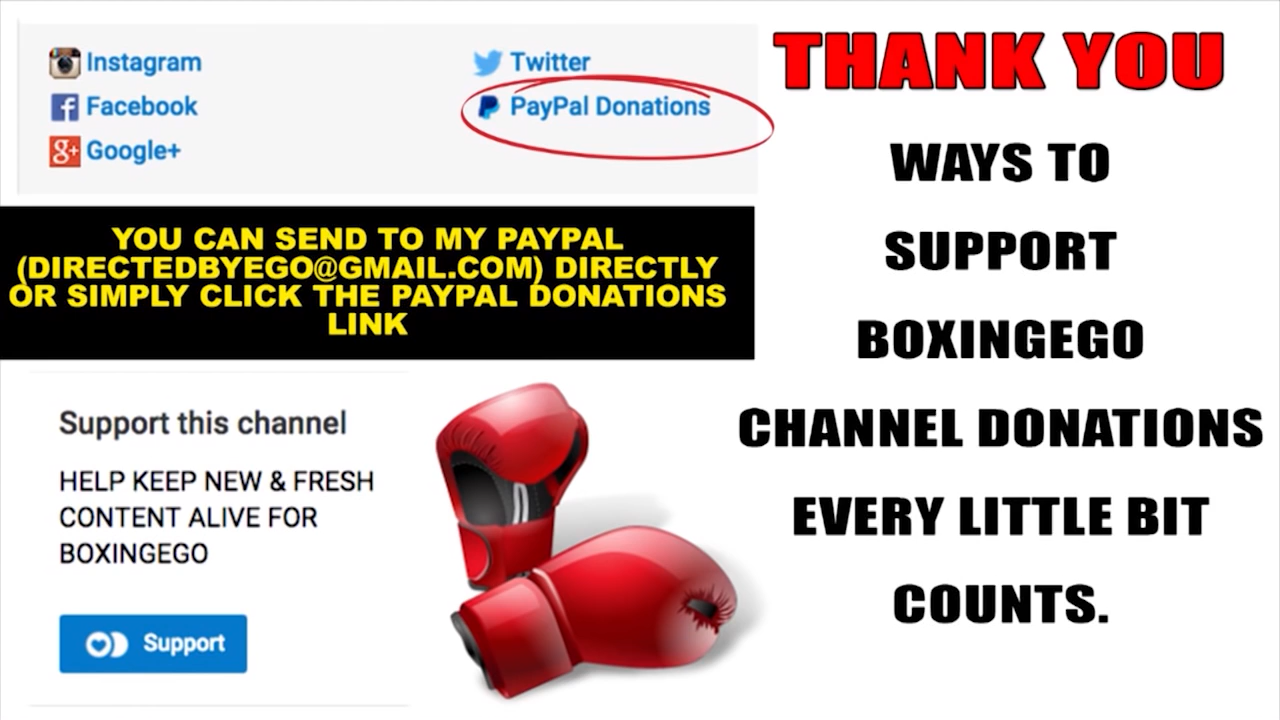 Instagram
Twitter
Facebook
PayPal Donations
Google+
YOU CAN SEND TO MY PAYPAL
(DIRECTEDBYEGO@GMAIL.COM) DIRECTLY
OR SIMPLY CLICK THE PAYPAL DONATIONS
LINK
Support this channel
HELP KEEP NEW & FRESH
CONTENT ALIVE FOR
BOXINGEGO
Support
THANK YOU
WAYS TO
SUPPORT
BOXINGEGO
CHANNEL DONATIONS
EVERY LITTLE BIT
COUNTS.